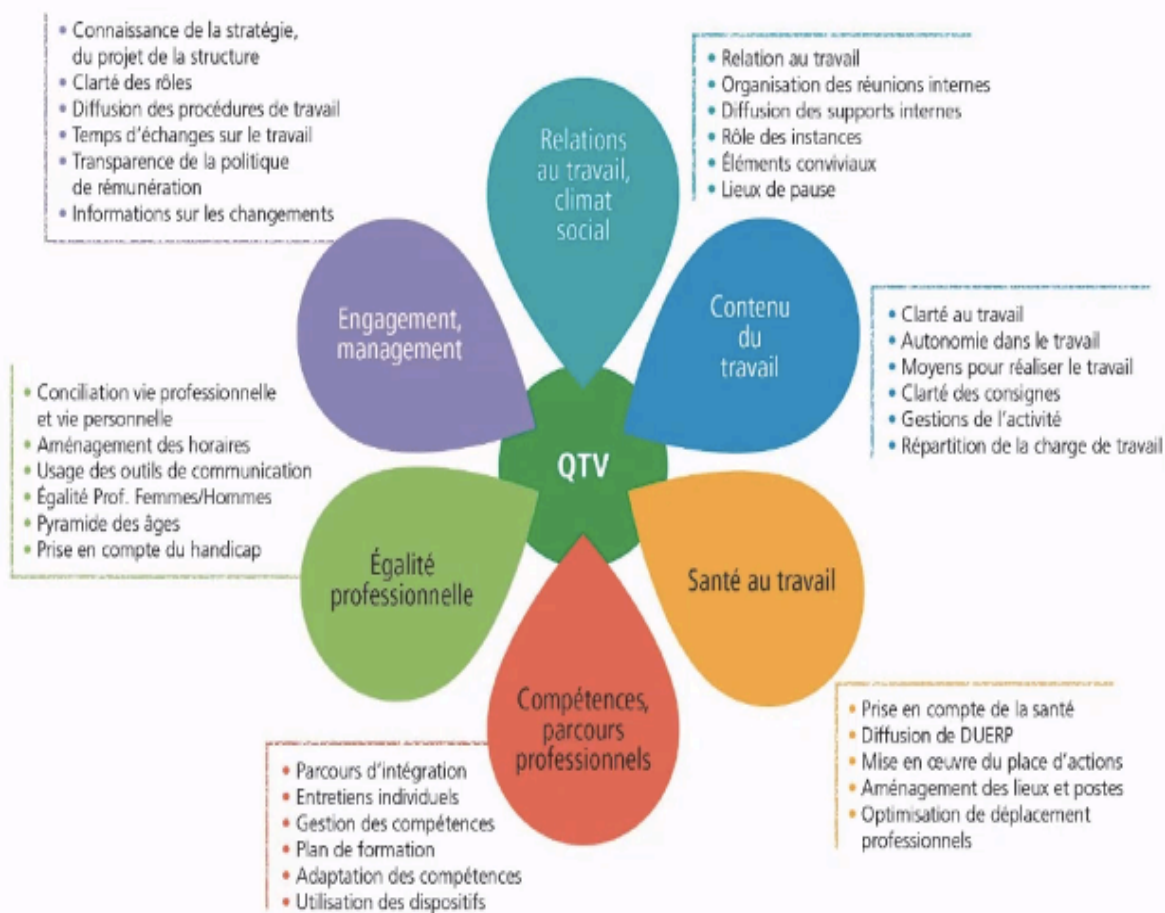 • Connaissance de la stratégie,
du projet de la structure
• Clarté des rôles
• Diffusion des procédures de travail
• Temps d'échanges sur le travail
• Transparence de la politique
de rémunération
• Informations sur les changements
• Relation au travail
• Organisation des réunions internes
• Diffusion des supports internes
• Rôle des instances
• Éléments conviviaux
• Lieux de pause
Relations
au travail,
climat
social
Engagement,
management
Contenu
du
travail
• Clarté au travail
• Autonomie dans le travail
• Moyens pour réaliser le travail
• Clarté des consignes
• Gestions de l'activité
• Répartition de la charge de travail
• Conciliation vie professionnelle
et vie personnelle
• Aménagement des horaires
• Usage des outils de communication
• Égalité Prof. Femmes/Hommes
• Pyramide des âges
• Prise en compte du handicap
QTV
Égalité
professionnelle
Santé au travail
Compétences,
parcours
professionnels
• Prise en compte de la santé
• Diffusion de DUERP
• Mise en œuvre du place d'actions
• Aménagement des lieux et postes
• Optimisation de déplacement
professionnels
• Parcours d'intégration
• Entretiens individuels
• Gestion des compétences
• Plan de formation
• Adaptation des compétences
• Utilisation des dispositifs